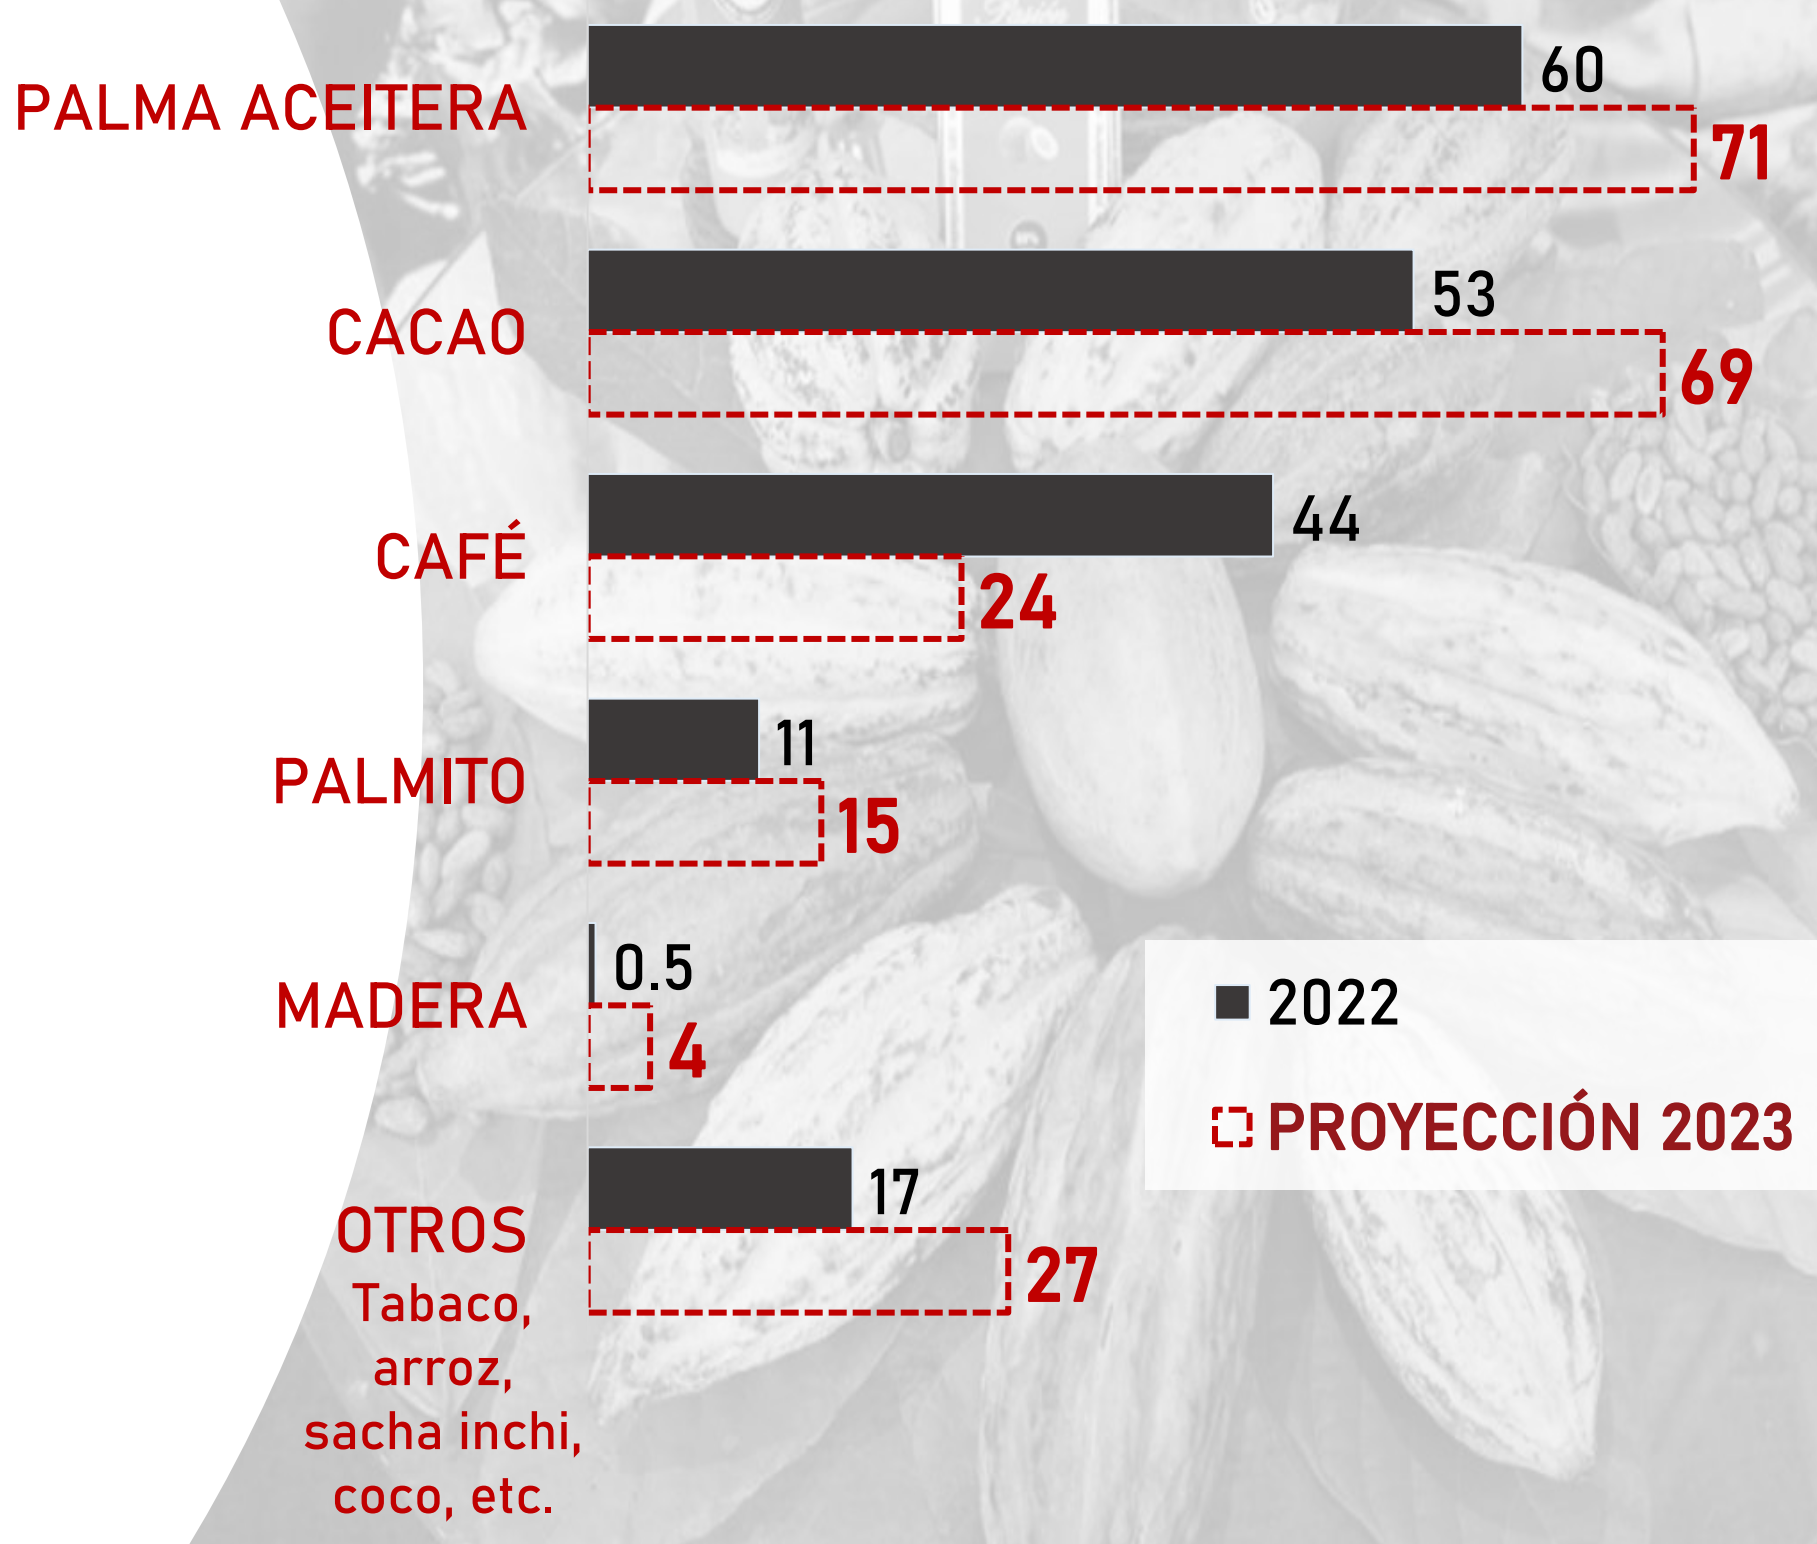 60
PALMA ACEITERA
71
53
CACAO
69
44
CAFÉ
24
11
PALMITO
15
0.5
MADERA
4
2022
PROYECCIÓN 2023
17
OTROS
27
Tabaco,
arroz,
sacha inchi,
coco, etc.